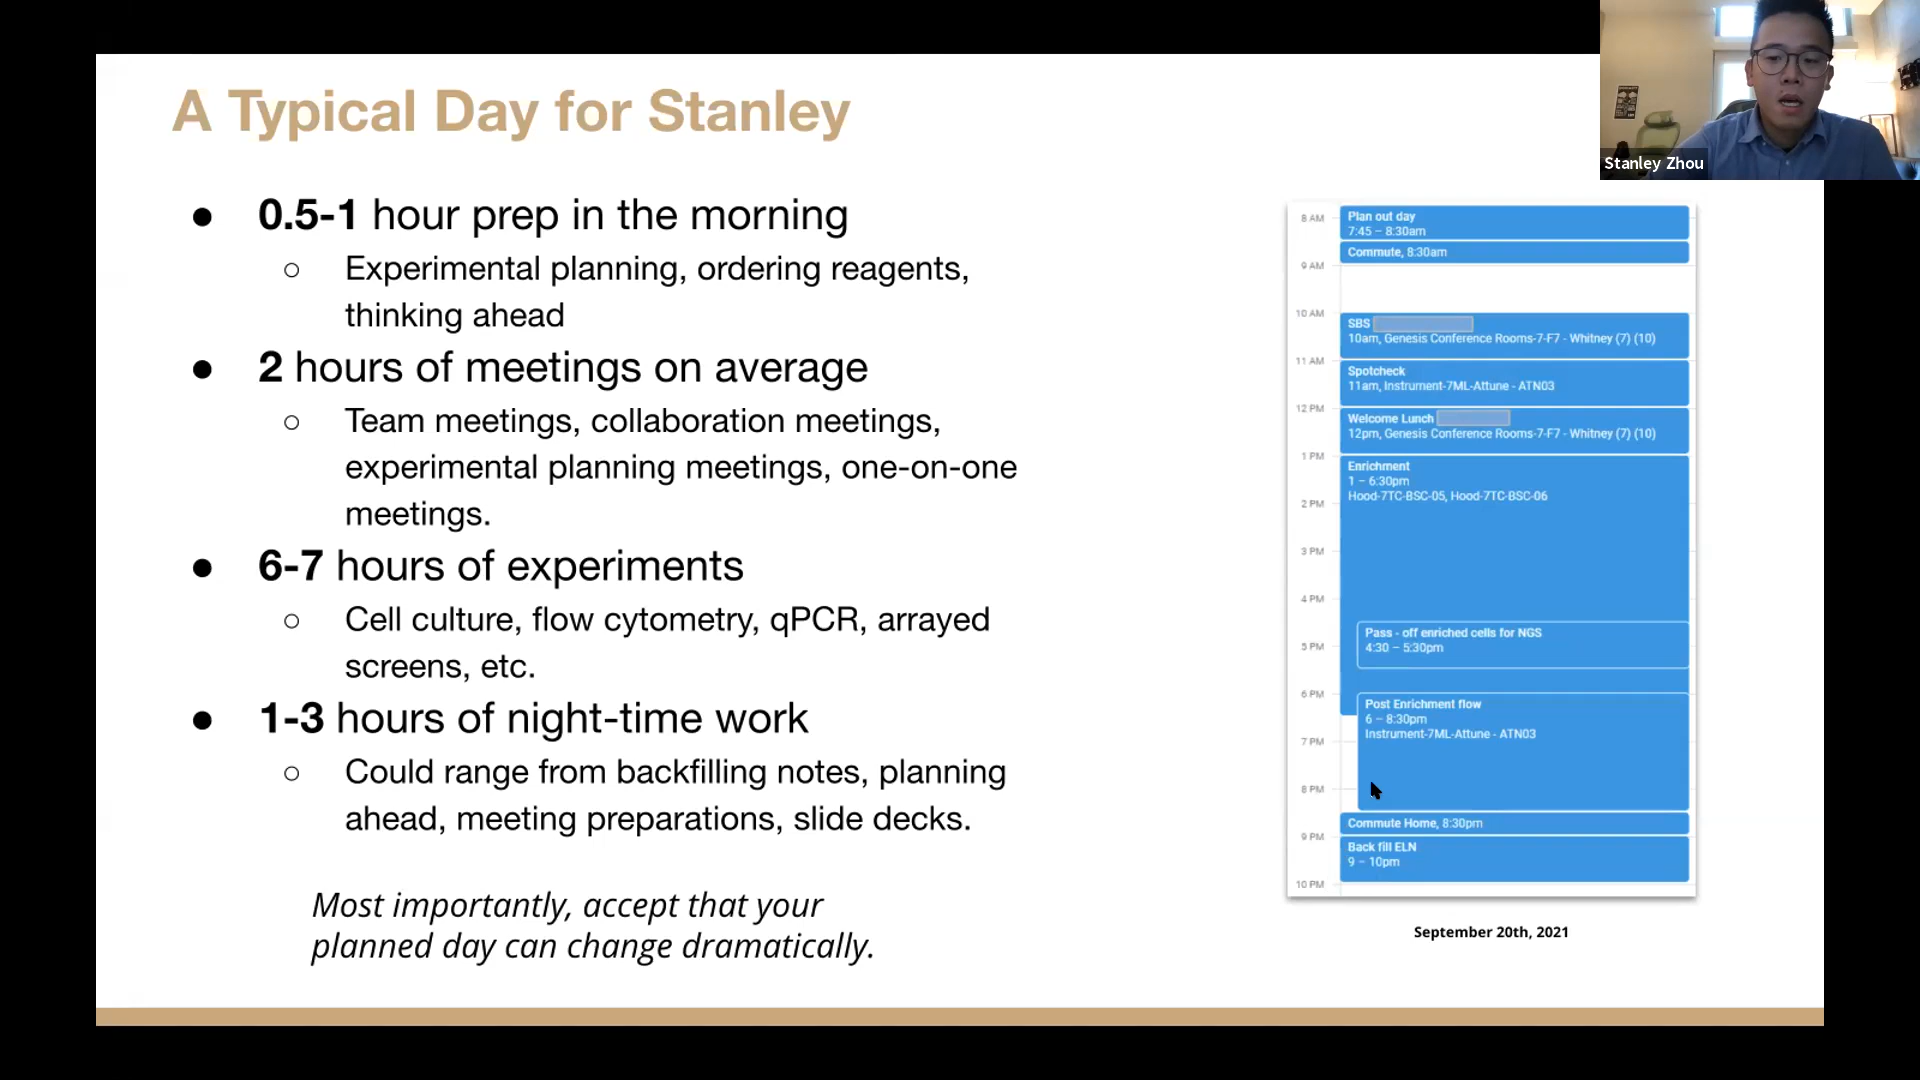 A Typical Day for Stanley
● 0.5-1 hour prep in the morning
○ Experimental planning, ordering reagents,
thinking ahead
● 2 hours of meetings on average
○ Team meetings, collaboration meetings,
experimental planning meetings, one-on-one
meetings.
● 6-7 hours of experiments
○ Cell culture, flow cytometry, qPCR, arrayed
screens, etc.
● 1-3 hours of night-time work
○ Could range from backfilling notes, planning
ahead, meeting preparations, slide decks.
Most importantly, accept that your
planned day can change dramatically.
Stanley Zhou
8 AM
Plan out day
7:45 – 8:30am
Commute, 8:30am
9 AM
10 AM
SBS
10am, Genesis Conference Rooms-7-F7 - Whitney (7) (10)
11 AM
Spotcheck
11am, Instrument-7ML-Attune - ATN03
12 PM
Welcome Lunch
12pm, Genesis Conference Rooms-7-F7 - Whitney (7) (10)
1 PM
Enrichment
1 – 6:30pm
Hood-7TC-BSC-05, Hood-7TC-BSC-06
2 PM
3 PM
4 PM
Pass - off enriched cells for NGS
4:30 – 5:30pm
5 PM
6 PM
Post Enrichment flow
6 – 8:30pm
Instrument-7ML-Attune - ATN03
7 PM
8 PM
Commute Home, 8:30pm
9 PM
Back fill ELN
9 – 10pm
10 PM
September 20th, 2021